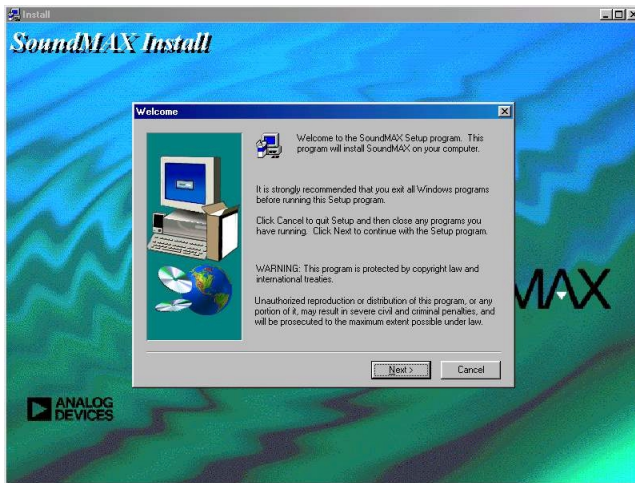 Install
SoundMAX Install
Welcome
Welcome to the SoundMAX Setup program. This
program will install SoundMAX on your computer.
It is strongly recommended that you exit all Windows programs
before running this Setup program.
Click Cancel to quit Setup and then close any programs you
have running. Click Next to continue with the Setup program.
WARNING: This program is protected by copyright law and
international treaties.
Unauthorized reproduction or distribution of this program, or any
portion of it, may result in severe civil and criminal penalties, and
will be prosecuted to the maximum extent possible under law.
MAX
Next >
Cancel
ANALOG
DEVICES